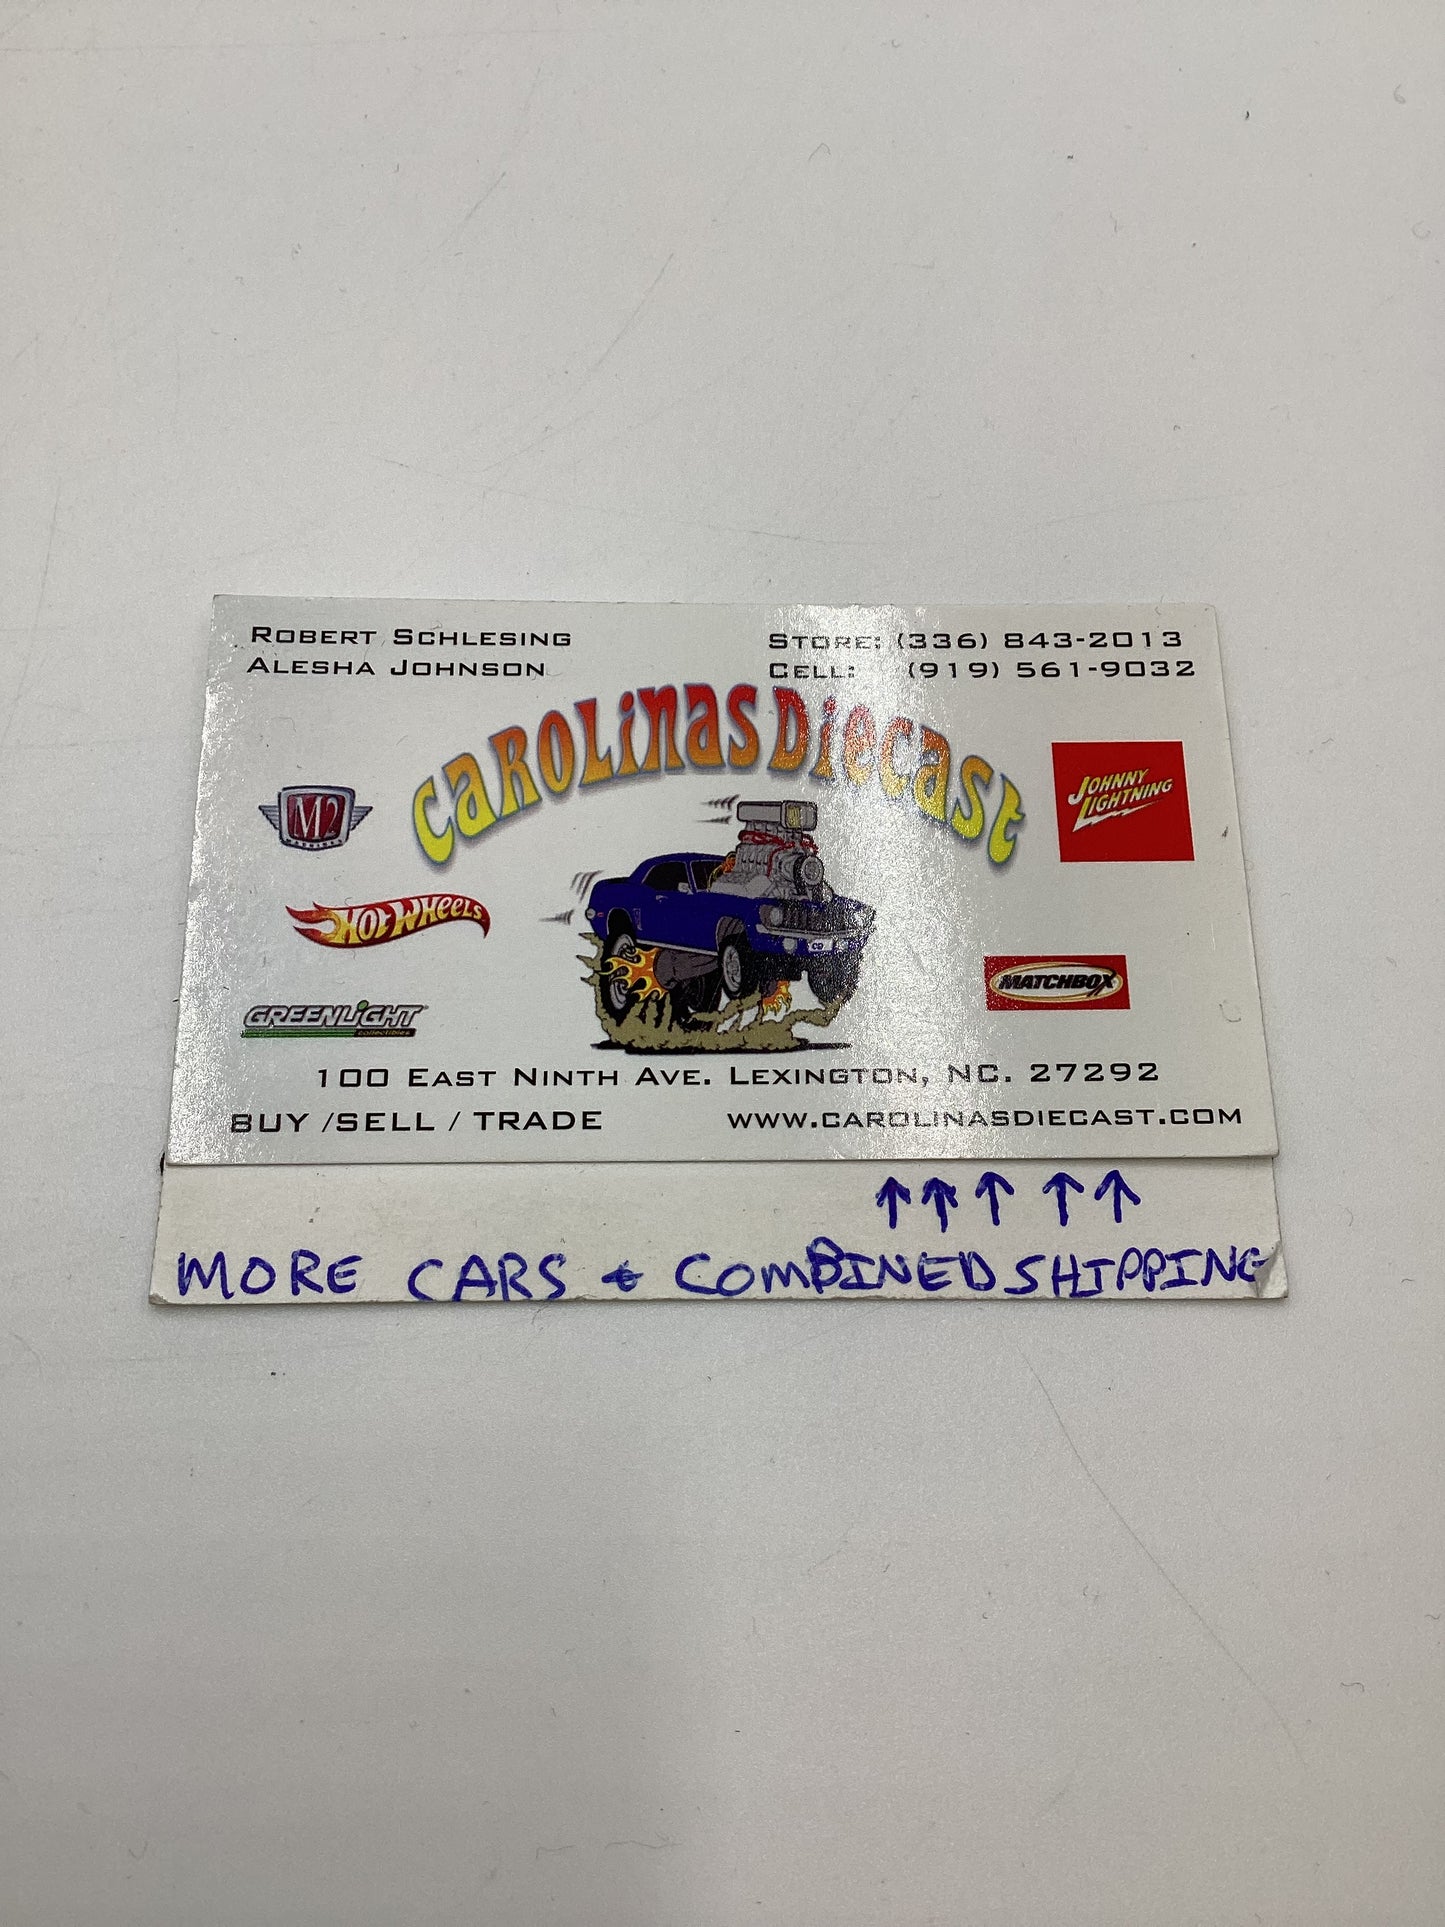 ROBERT SCHLESING
ALESHA JOHNSON
STORE: (336) 843-2013
CELL: (919) 561-9032
CAROLINAS DIECAST
M2
MACHINES
JOHNNY
LIGHTNING
HOT WHEELS
MATCHBOX
GREENLIGHT
collectibles
100 EAST NINTH AVE. LEXINGTON, NC. 27292
BUY /SELL / TRADE
WWW.CAROLINASDIECAST.COM
↑↑↑ ↑↑
MORE CARS & COMBINED SHIPPING